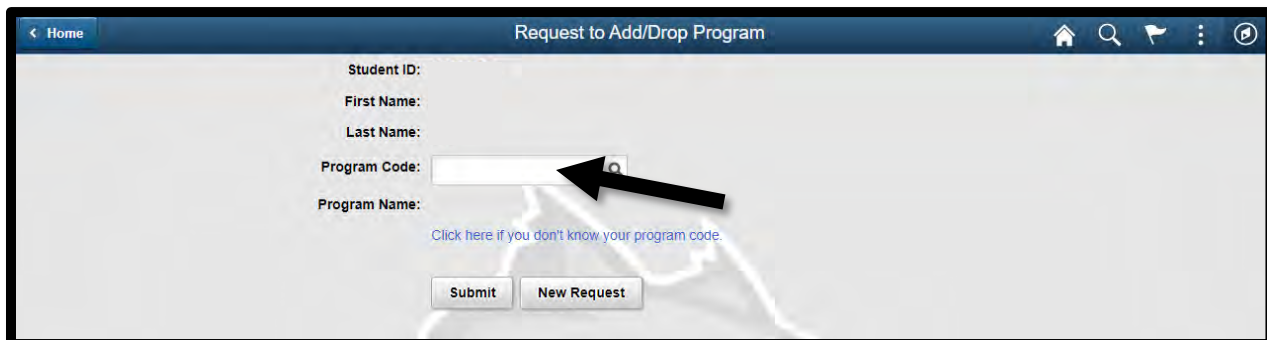 Home
Request to Add/Drop Program
Student ID:
First Name:
Last Name:
Program Code:
Program Name:
Click here if you don't know your program code.
Submit New Request